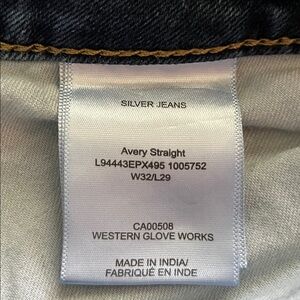 SILVER JEANS
Avery Straight
L94443EPX495 1005752
W32/L29
CA00508
WESTERN GLOVE WORKS
MADE IN INDIA/
FABRIQUÉ EN INDE